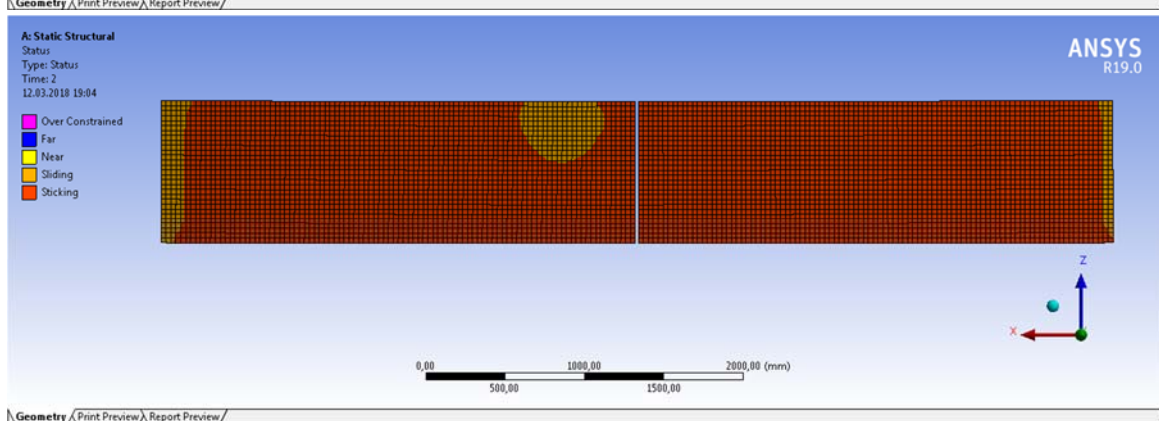 Geometry Print Preview Report Preview
A: Static Structural
Status
Type: Status
Time: 2
12.03.2018 19:04
ANSYS
R19.0
Over Constrained
Far
Near
Sliding
Sticking
Z
X
0,00 1000,00 2000,00 (mm)
500,00 1500,00
Geometry Print Preview Report Preview